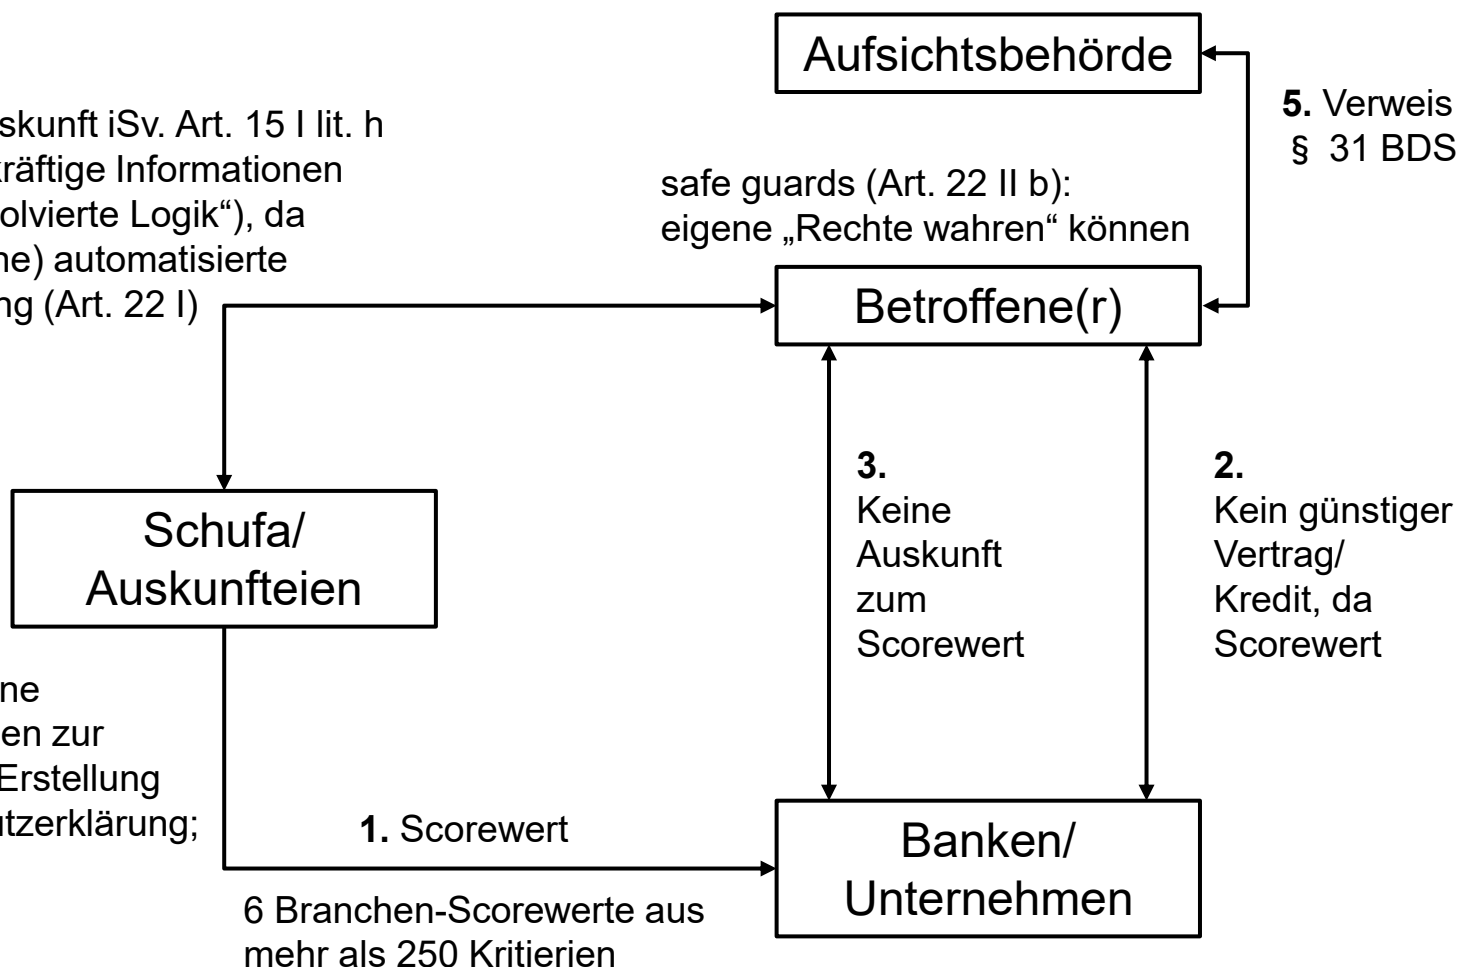 Aufsichtsbehörde
5. Verweis
§ 31 BDS
skunft iSv. Art. 15 I lit. h
kräftige Informationen
olvierte Logik“), da
ne) automatisierte
ng (Art. 22 I)
safe guards (Art. 22 II b):
eigene „Rechte wahren“ können
Betroffene(r)
Schufa/
Auskunfteien
3.
Keine
Auskunft
zum
Scorewert
2.
Kein günstiger
Vertrag/
Kredit, da
Scorewert
ne
en zur
Erstellung
utzerklärung;
1. Scorewert
6 Branchen-Scorewerte aus
mehr als 250 Kritierien
Banken/
Unternehmen